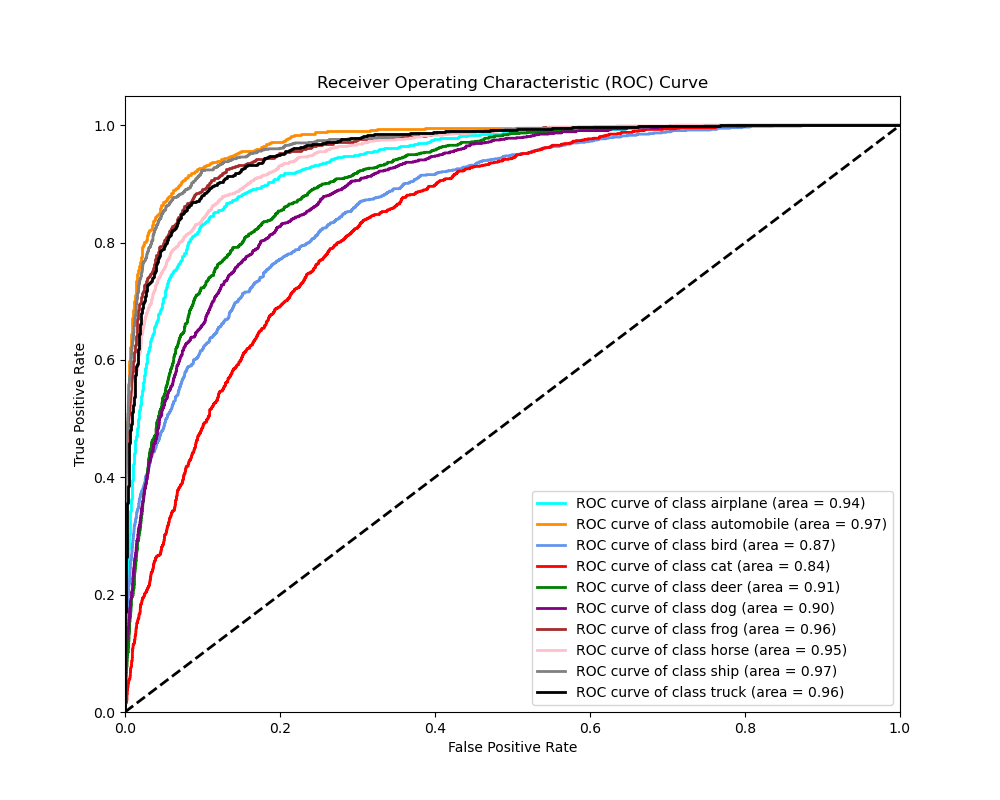 Receiver Operating Characteristic (ROC) Curve
True Positive Rate
1.0
0.8
0.6
0.4
0.2
0.0
ROC curve of class airplane (area = 0.94)
ROC curve of class automobile (area = 0.97)
ROC curve of class bird (area = 0.87)
ROC curve of class cat (area = 0.84)
ROC curve of class deer (area = 0.91)
ROC curve of class dog (area = 0.90)
ROC curve of class frog (area = 0.96)
ROC curve of class horse (area = 0.95)
ROC curve of class ship (area = 0.97)
ROC curve of class truck (area = 0.96)
0.0 0.2 0.4 0.6 0.8 1.0
False Positive Rate